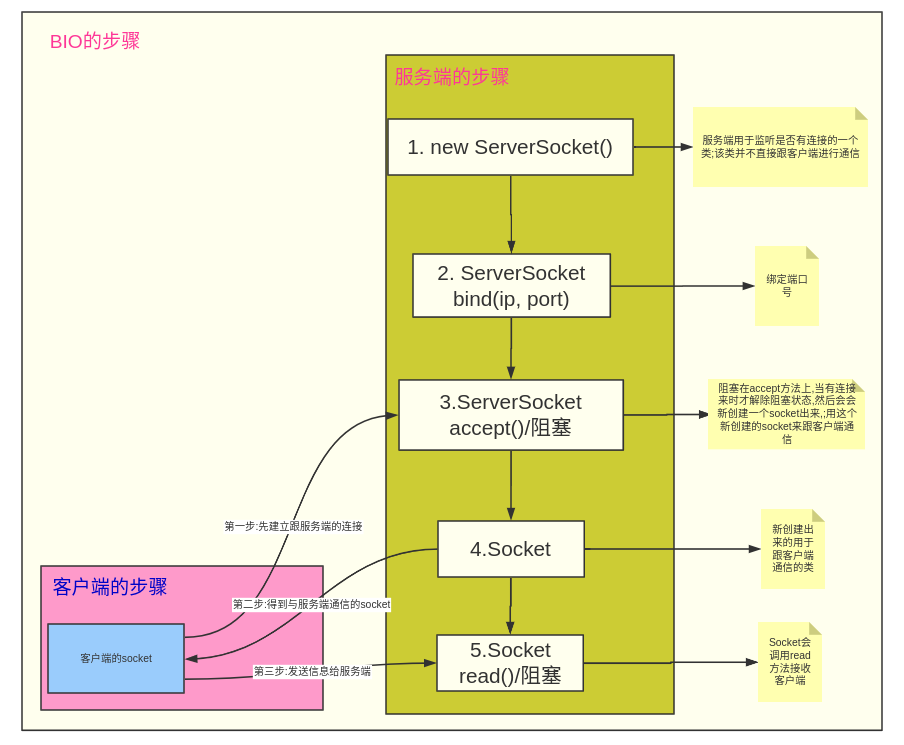 BIO的步骤
服务端的步骤
1. new ServerSocket()
服务端用于监听是否有连接的一个
类;该类并不直接跟客户端进行通信
2. ServerSocket
bind(ip, port)
绑定端口
号
3.ServerSocket
accept()/阻塞
阻塞在accept方法上,当有连接
来时才解除阻塞状态,然后会会
新创建一个socket出来,;用这个
新创建的socket来跟客户端通
信
第一步:先建立跟服务端的连接
4.Socket
新创建出
来的用于
跟客户端
通信的类
客户端的步骤
第二步:得到与服务端通信的socket
客户端的socket
第三步:发送信息给服务端
5.Socket
read()/阻塞
Socket会
调用read
方法接收
客户端